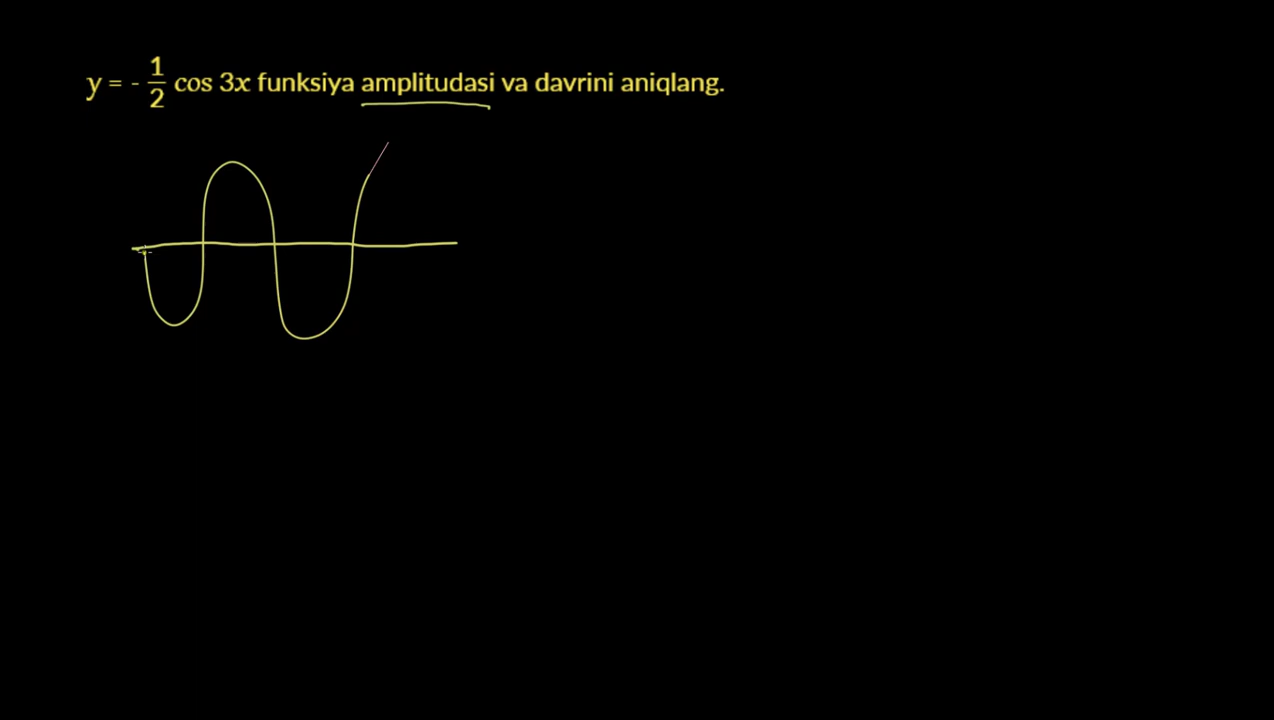 y = - 1/2 cos 3x funksiya amplitudasi va davrini aniqlang.